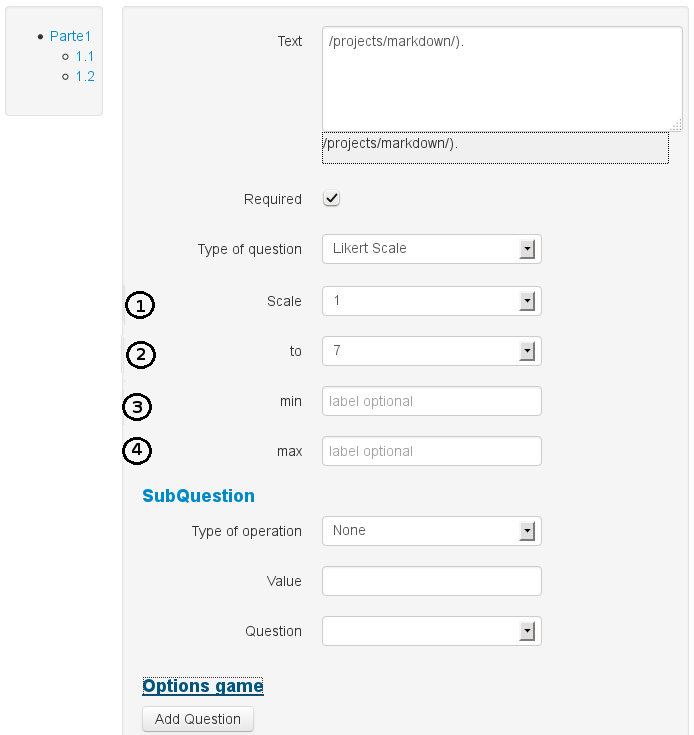 Parte1
1.1
1.2
Text
/projects/markdown/).
/projects/markdown/).
Required
Type of question
Likert Scale
1
Scale
1
2
to
7
3
min
label optional
4
max
label optional
SubQuestion
Type of operation
None
Value
Question
Options game
Add Question